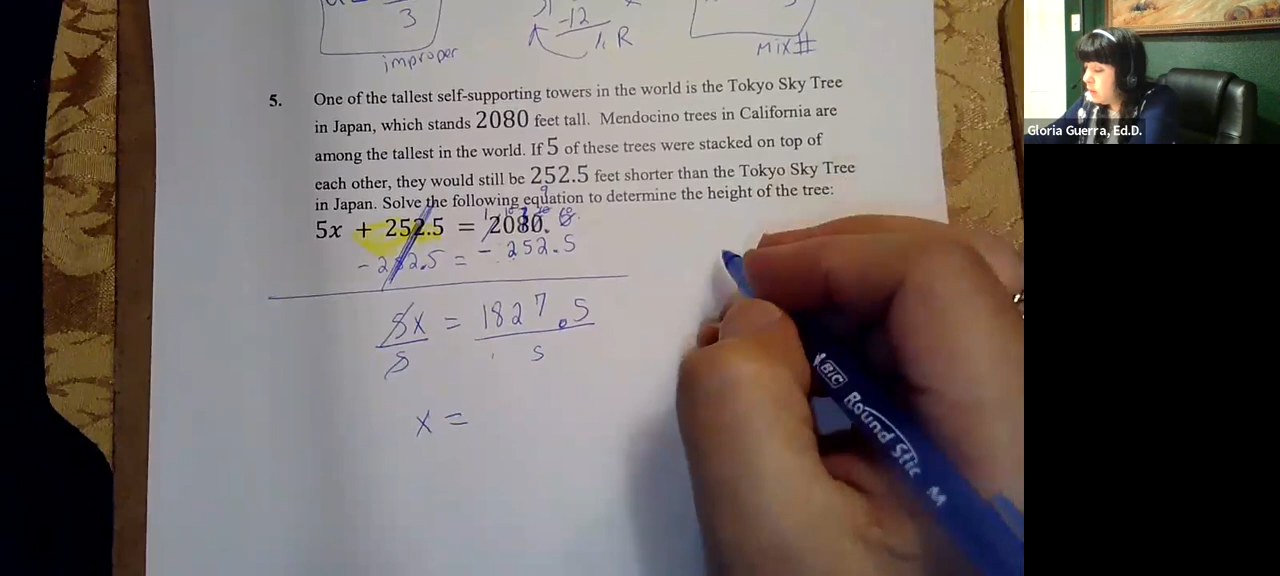 3
-12
R
improper
Mix #
5. One of the tallest self-supporting towers in the world is the Tokyo Sky Tree
in Japan, which stands 2080 feet tall. Mendocino trees in California are
among the tallest in the world. If 5 of these trees were stacked on top of
each other, they would still be 252.5 feet shorter than the Tokyo Sky Tree
in Japan. Solve the following equation to determine the height of the tree:
5x + 252.5 = 2080.
-252.5 = - 252.5
5x = 1827.5
5 5
x =
BIC Round Stic M
Gloria Guerra, Ed.D.